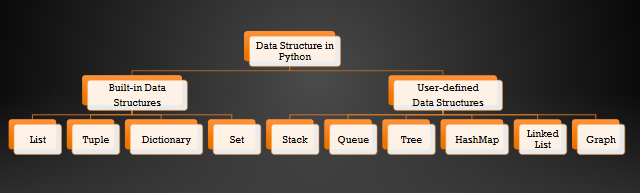 Data Structure in
Python
Built-in Data
Structures
User-defined
Data Structures
List
Tuple
Dictionary
Set
Stack
Queue
Tree
HashMap
Linked
List
Graph